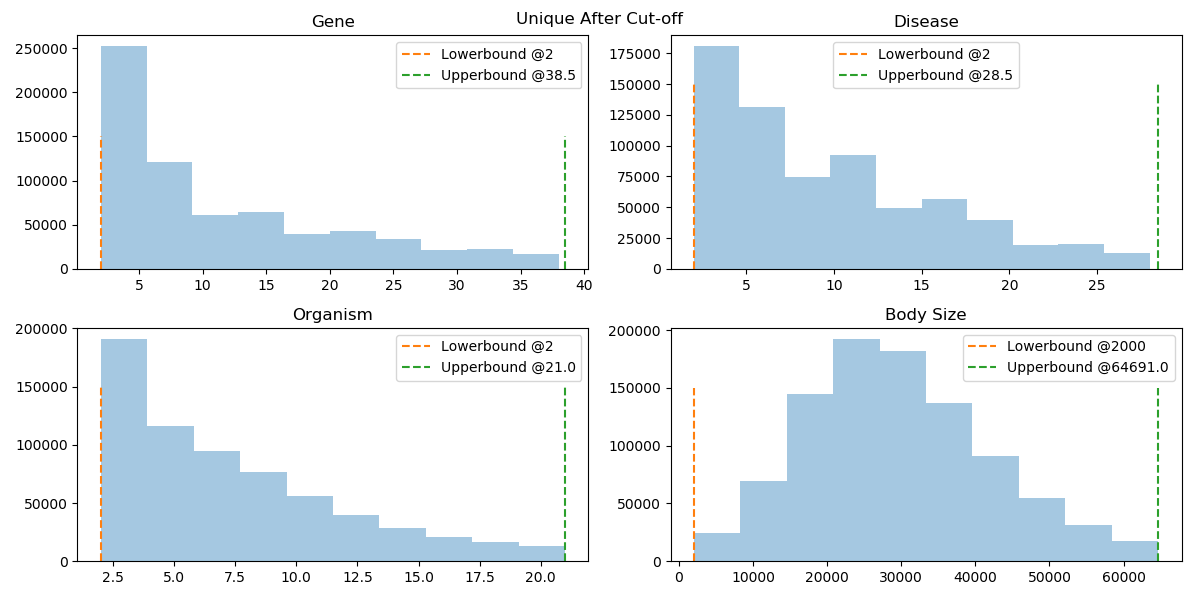 Unique After Cut-off
Gene
Lowerbound @2
Upperbound @38.5
250000
200000
150000
100000
50000
0
5 10 15 20 25 30 35 40
Disease
Lowerbound @2
Upperbound @28.5
175000
150000
125000
100000
75000
50000
25000
0
5 10 15 20 25
Organism
Lowerbound @2
Upperbound @21.0
200000
150000
100000
50000
0
2.5 5.0 7.5 10.0 12.5 15.0 17.5 20.0
Body Size
Lowerbound @2000
Upperbound @64691.0
200000
150000
100000
50000
0
0 10000 20000 30000 40000 50000 60000